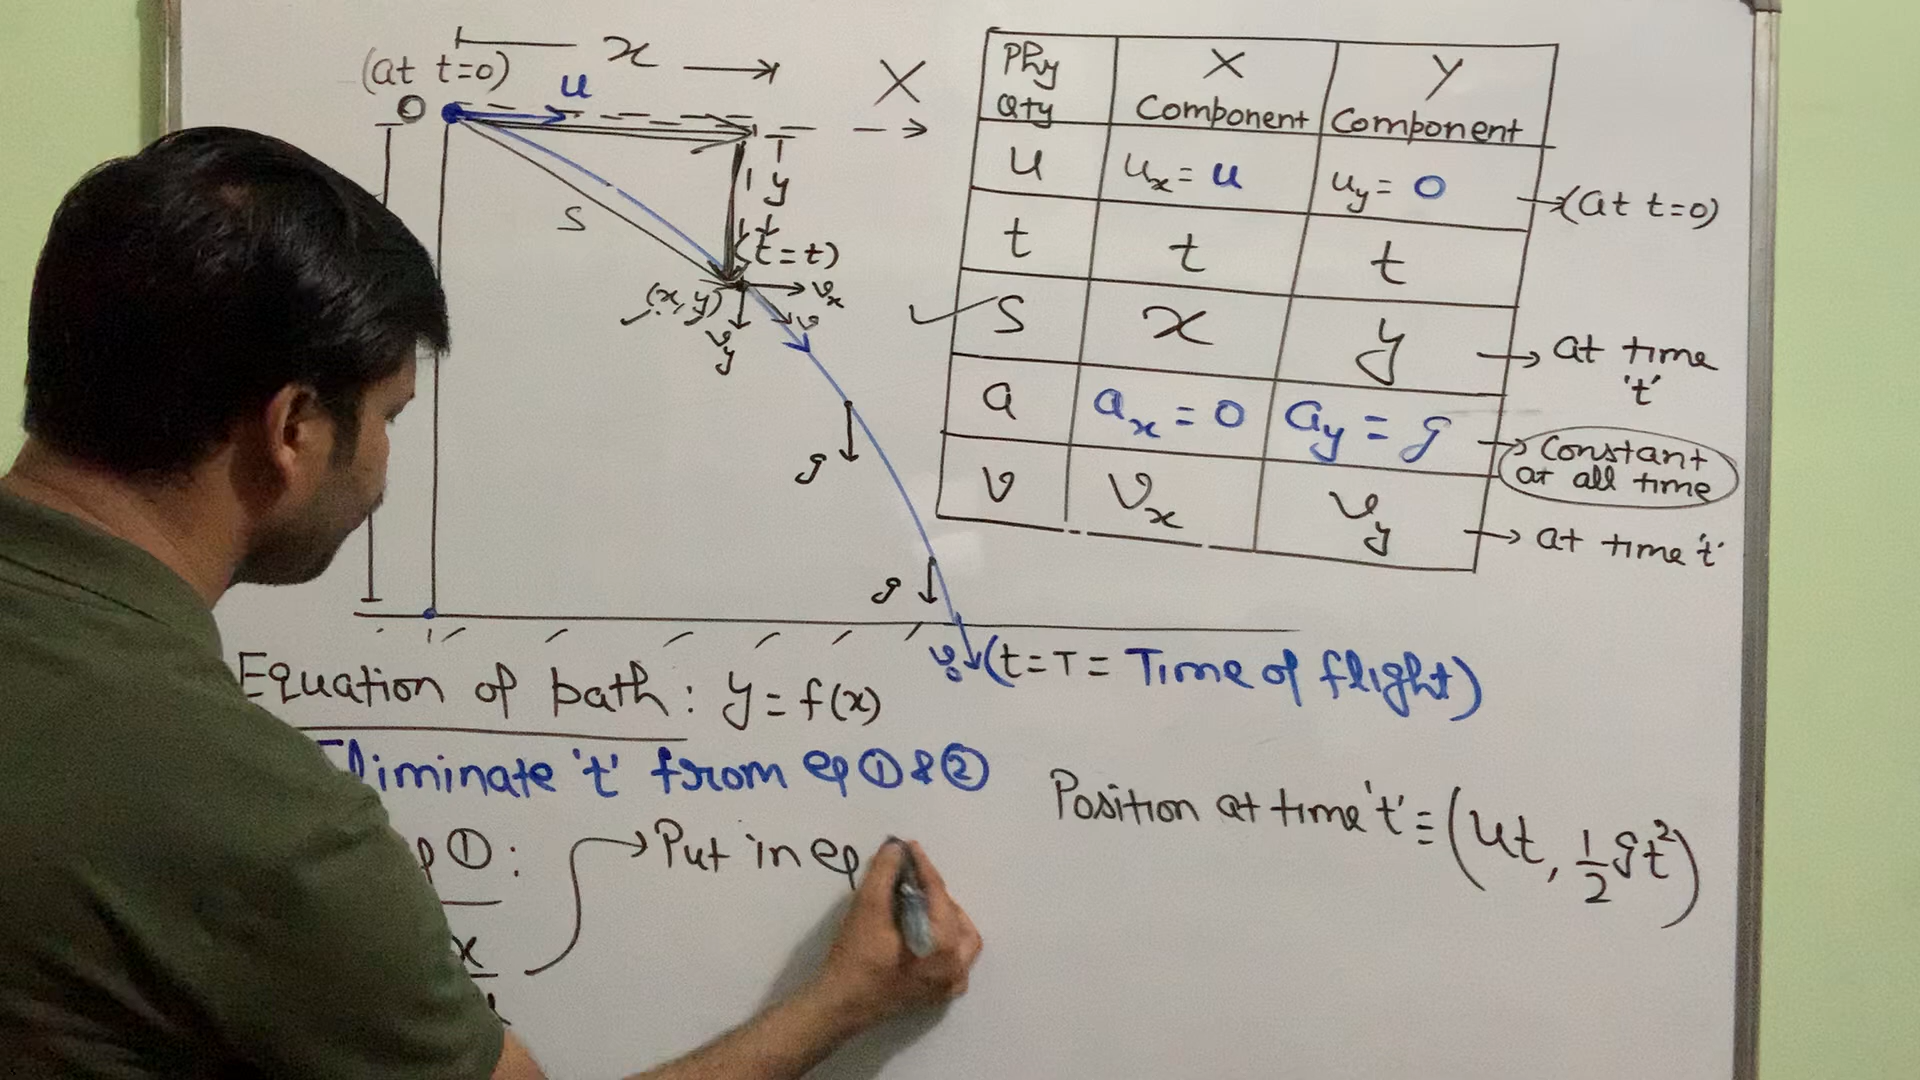 x
(at t=0)
u
X
O
y
S
(t=t)
(x,y)
vx
v
vy
g
g
Phy Qty
X Component
Y Component
u
ux = u
uy = 0
(at t=0)
t
t
t
S
x
y
at time 't'
a
ax = 0
ay = g
Constant at all time
v
vx
vy
at time 't'
(t=T= Time of flight)
Equation of path: y=f(x)
Eliminate 't' from eq ① & ②
① :
Put in eq
x
Position at time 't' ≡ (ut, 1/2 gt²)